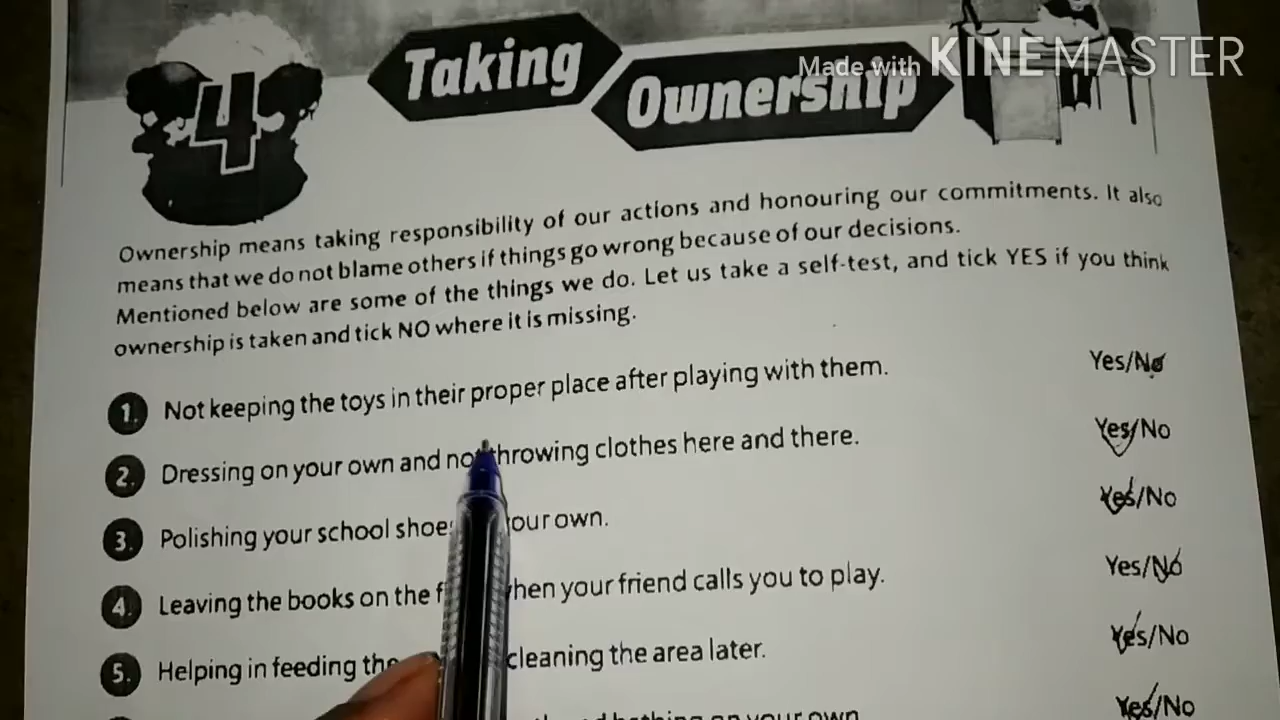 Made with KINEMASTER
4
Taking
Ownership
Ownership means taking responsibility of our actions and honouring our commitments. It also
means that we do not blame others if things go wrong because of our decisions.
Mentioned below are some of the things we do. Let us take a self-test, and tick YES if you think
ownership is taken and tick NO where it is missing.
1. Not keeping the toys in their proper place after playing with them. Yes/No
2. Dressing on your own and not throwing clothes here and there. Yes/No
3. Polishing your school shoes your own. Yes/No
4. Leaving the books on the when your friend calls you to play. Yes/No
5. Helping in feeding the cleaning the area later. Yes/No
and bathing on your own Yes/No